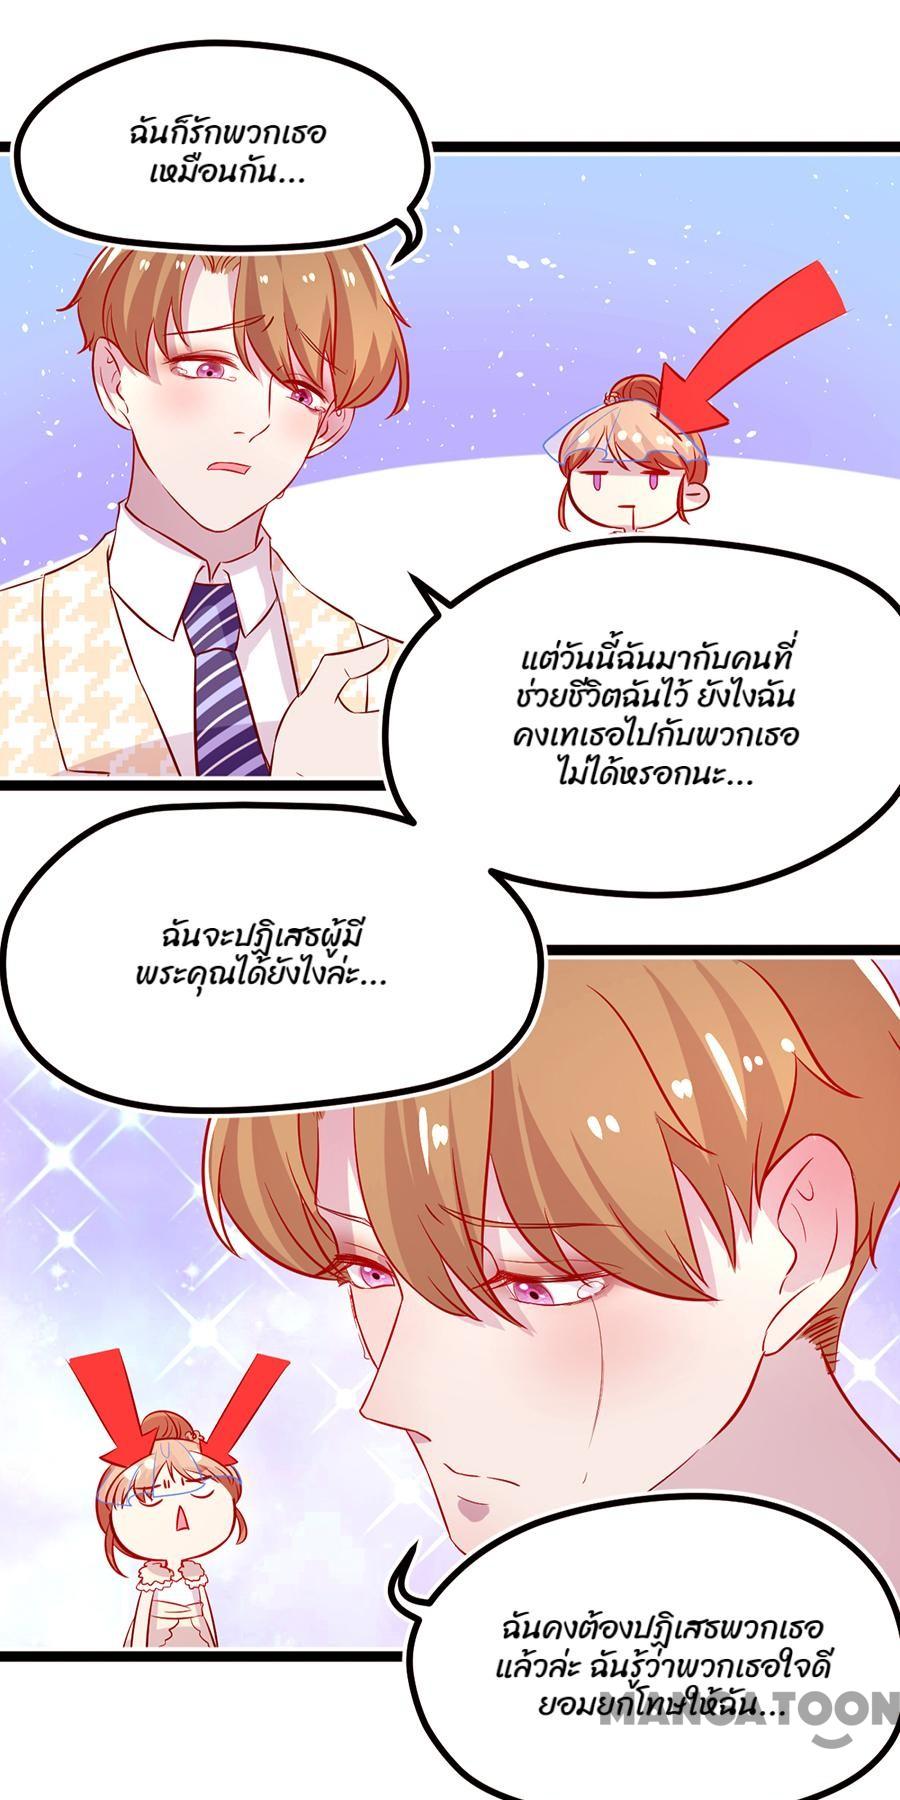 ฉันก็รักพวกเธอ
เหมือนกัน...
แต่วันนี้ฉันมากับคนที่
ช่วยชีวิตฉันไว้ ยังไงฉัน
คงเทเธอไปกับพวกเธอ
ไม่ได้หรอกนะ...
ฉันจะปฏิเสธผู้มี
พระคุณได้ยังไงล่ะ...
ฉันคงต้องปฏิเสธพวกเธอ
แล้วล่ะ ฉันรู้ว่าพวกเธอใจดี
ยอมยกโทษให้ฉัน...
MANGATOON